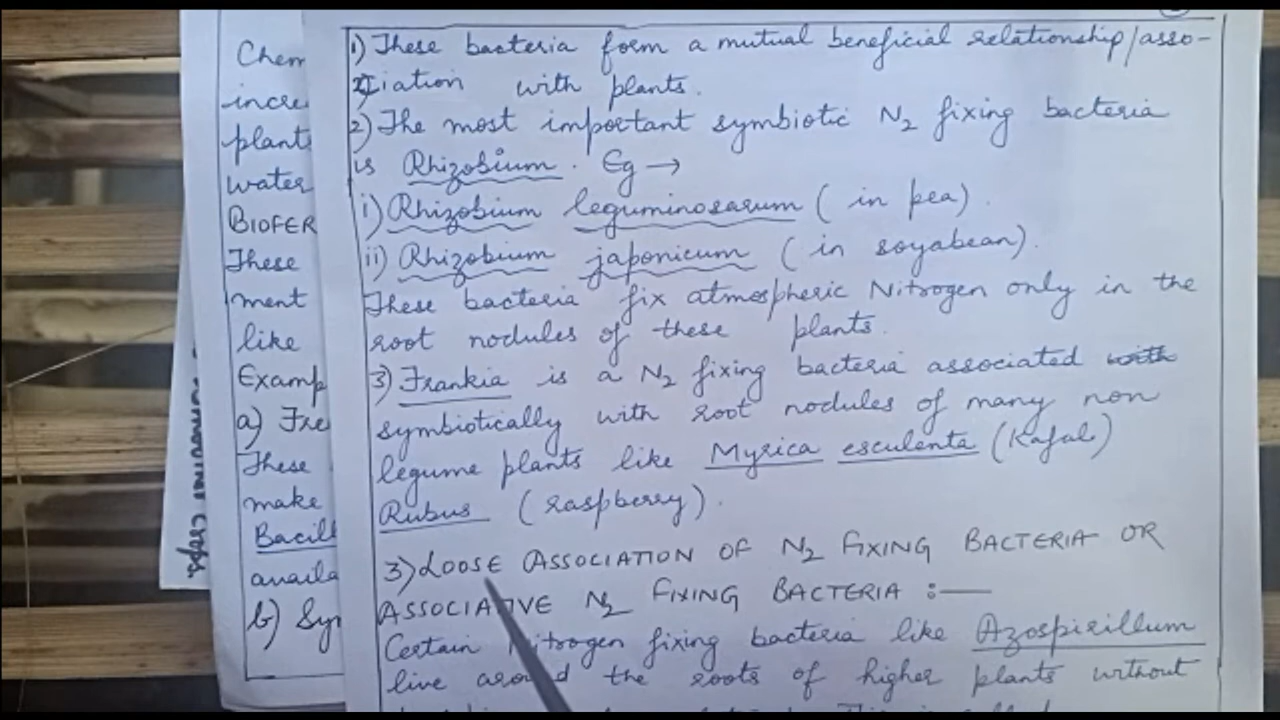 Chem
incre
plant
water
BIOFER
These
ment
like
Examp
a) Fre
These
make
Bacill
availa
b) Sym
1) These bacteria form a mutual beneficial relationship/asso-
ciation with plants.
2) The most important symbiotic N2 fixing bacteria
is Rhizobium. Eg →
i) Rhizobium leguminosarum (in pea).
ii) Rhizobium japonicum (in soyabean).
These bacteria fix atmospheric Nitrogen only in the
root nodules of these plants.
3) Frankia is a N2 fixing bacteria associated with
symbiotically with root nodules of many non
legume plants like Myrica esculenta (Kafal)
Rubus (raspberry).
3) LOOSE ASSOCIATION OF N2 FIXING BACTERIA OR
ASSOCIATIVE N2 FIXING BACTERIA :—
Certain Nitrogen fixing bacteria like Azospirillum
live around the roots of higher plants without